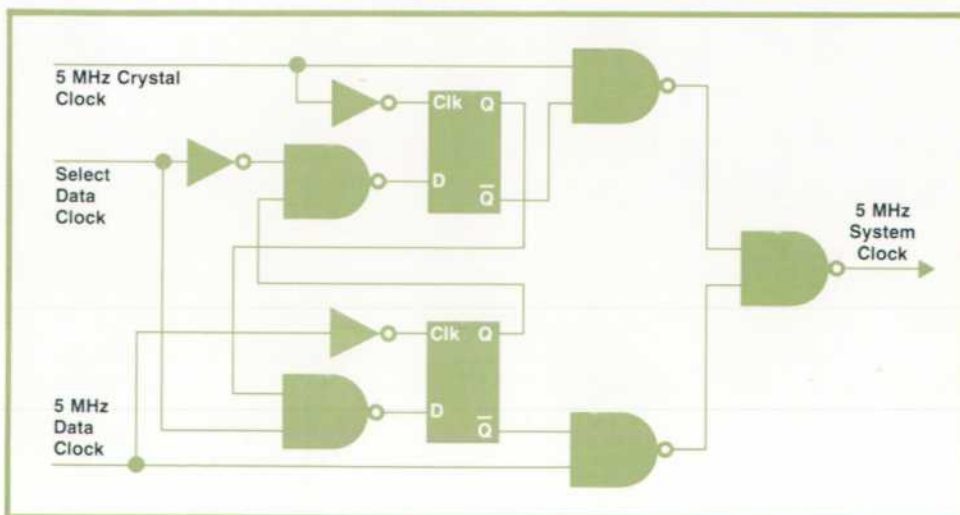 5 MHz Crystal
Clock
Select
Data
Clock
5 MHz
Data
Clock
Clk Q
D Q̅
Clk Q
D Q̅
5 MHz
System
Clock